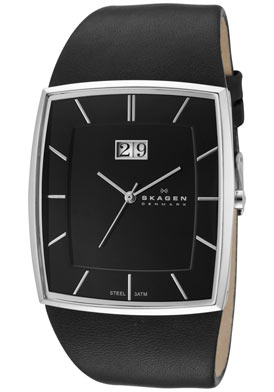 29
SKAGEN
DENMARK
STEEL 3ATM